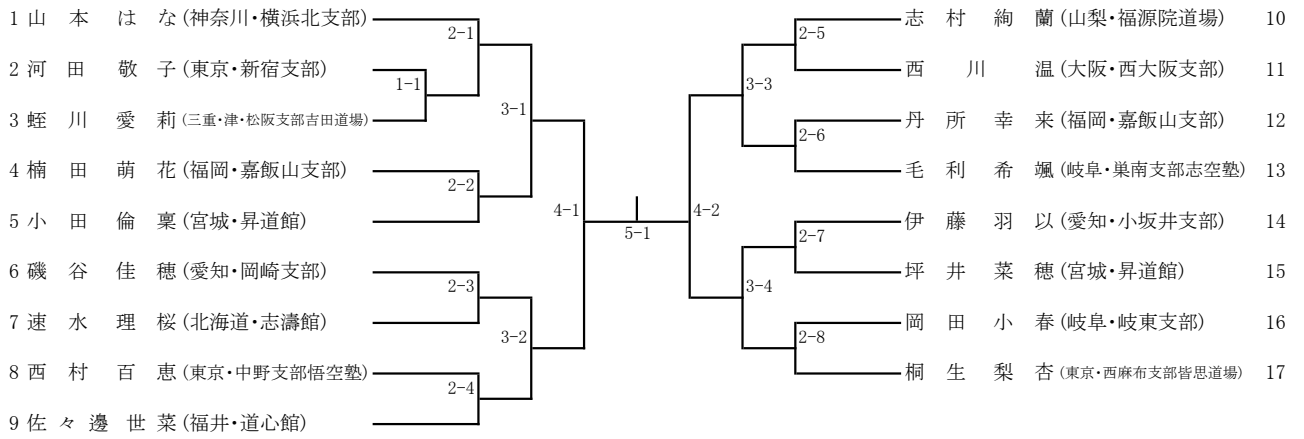 1 山本はな (神奈川・横浜北支部)
2 河田敬子 (東京・新宿支部)
3 蛭川愛莉 (三重・津・松阪支部吉田道場)
4 楠田萌花 (福岡・嘉飯山支部)
5 小田倫稟 (宮城・昇道館)
6 磯谷佳穂 (愛知・岡崎支部)
7 速水理桜 (北海道・志濤館)
8 西村百恵 (東京・中野支部悟空塾)
9 佐々邊世菜 (福井・道心館)
2-1
1-1
3-1
2-2
4-1
2-3
3-2
2-4
5-1
2-5
3-3
2-6
4-2
2-7
3-4
2-8
志村絢蘭 (山梨・福源院道場) 10
西川温 (大阪・西大阪支部) 11
丹所幸来 (福岡・嘉飯山支部) 12
毛利希颯 (岐阜・巣南支部志空塾) 13
伊藤羽以 (愛知・小坂井支部) 14
坪井菜穂 (宮城・昇道館) 15
岡田小春 (岐阜・岐東支部) 16
桐生梨杏 (東京・西麻布支部皆思道場) 17